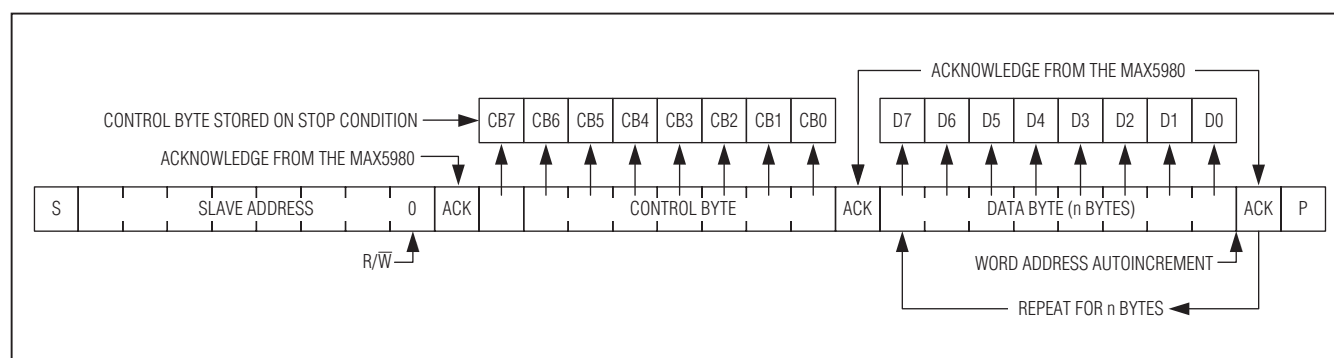 ACKNOWLEDGE FROM THE MAX5980
CONTROL BYTE STORED ON STOP CONDITION CB7 CB6 CB5 CB4 CB3 CB2 CB1 CB0 D7 D6 D5 D4 D3 D2 D1 D0
ACKNOWLEDGE FROM THE MAX5980
S SLAVE ADDRESS 0 ACK CONTROL BYTE ACK DATA BYTE (n BYTES) ACK P
R/W̅ WORD ADDRESS AUTOINCREMENT
REPEAT FOR n BYTES